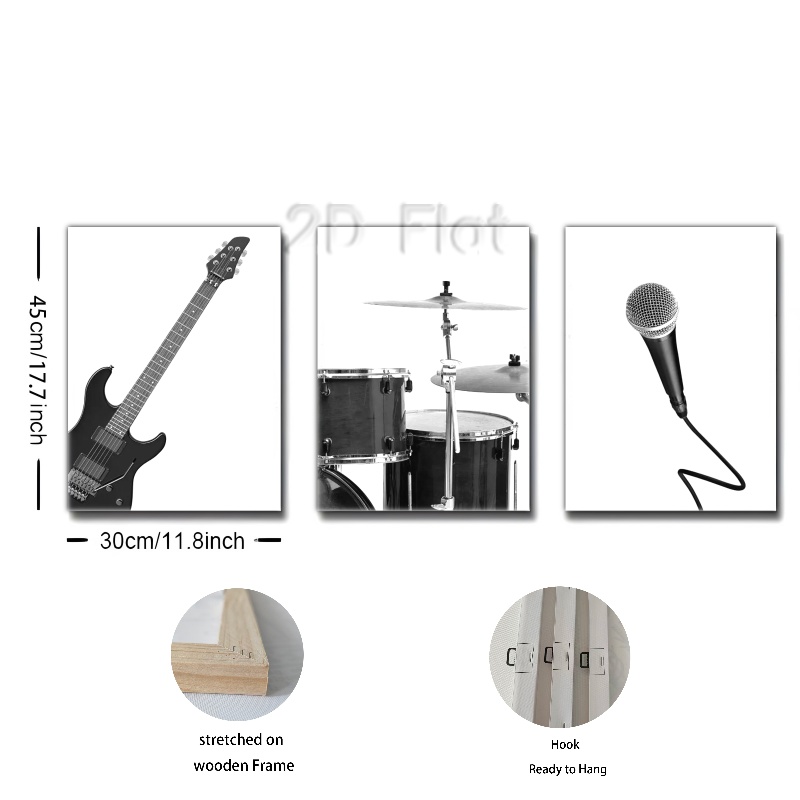 2D Flat
45cm/17.7inch
30cm/11.8inch
stretched on
wooden Frame
Hook
Ready to Hang